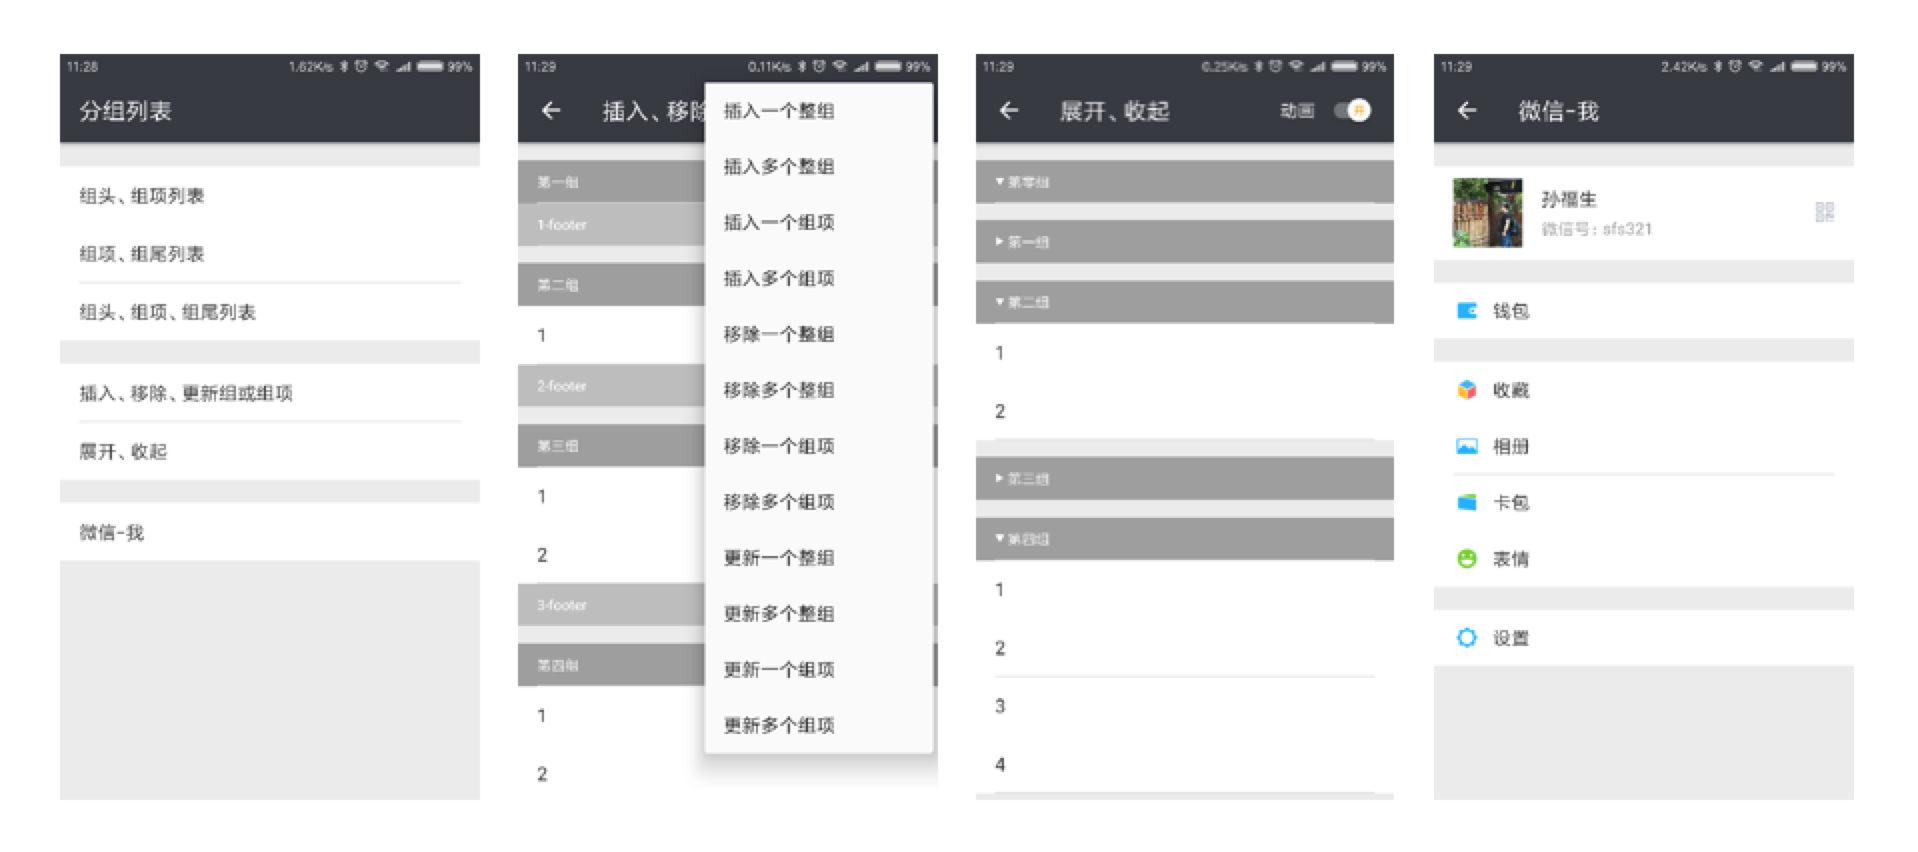 11:28 1.62K/s 99%
分组列表
组头、组项列表
组项、组尾列表
组头、组项、组尾列表
插入、移除、更新组或组项
展开、收起
微信-我
11:29 0.11K/s 99%
插入、移除
第一组
1-footer
第二组
1
2-footer
第三组
1
2
3-footer
第四组
1
2
插入一个整组
插入多个整组
插入一个组项
插入多个组项
移除一个整组
移除多个整组
移除一个组项
移除多个组项
更新一个整组
更新多个整组
更新一个组项
更新多个组项
11:29 0.25K/s 99%
展开、收起 动画 开
第零组
第一组
第二组
1
2
第三组
第四组
1
2
3
4
11:29 2.42K/s 99%
微信-我
孙福生
微信号：sfs321
钱包
收藏
相册
卡包
表情
设置